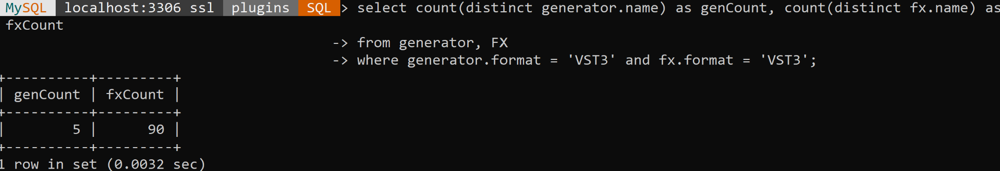 MySQL localhost:3306 ssl plugins SQL > select count(distinct generator.name) as genCount, count(distinct fx.name) as
fxCount
-> from generator, FX
-> where generator.format = 'VST3' and fx.format = 'VST3';
+----------+---------+
| genCount | fxCount |
+----------+---------+
|        5 |      90 |
+----------+---------+
1 row in set (0.0032 sec)